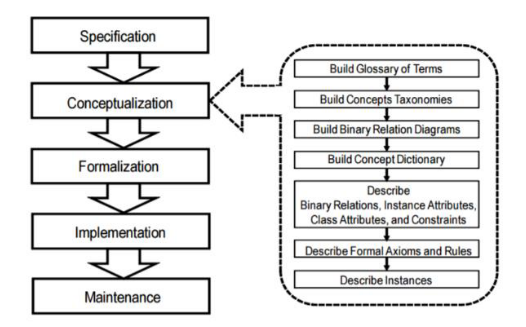 Specification
Conceptualization
Formalization
Implementation
Maintenance
Build Glossary of Terms
Build Concepts Taxonomies
Build Binary Relation Diagrams
Build Concept Dictionary
Describe
Binary Relations, Instance Attributes,
Class Attributes, and Constraints
Describe Formal Axioms and Rules
Describe Instances